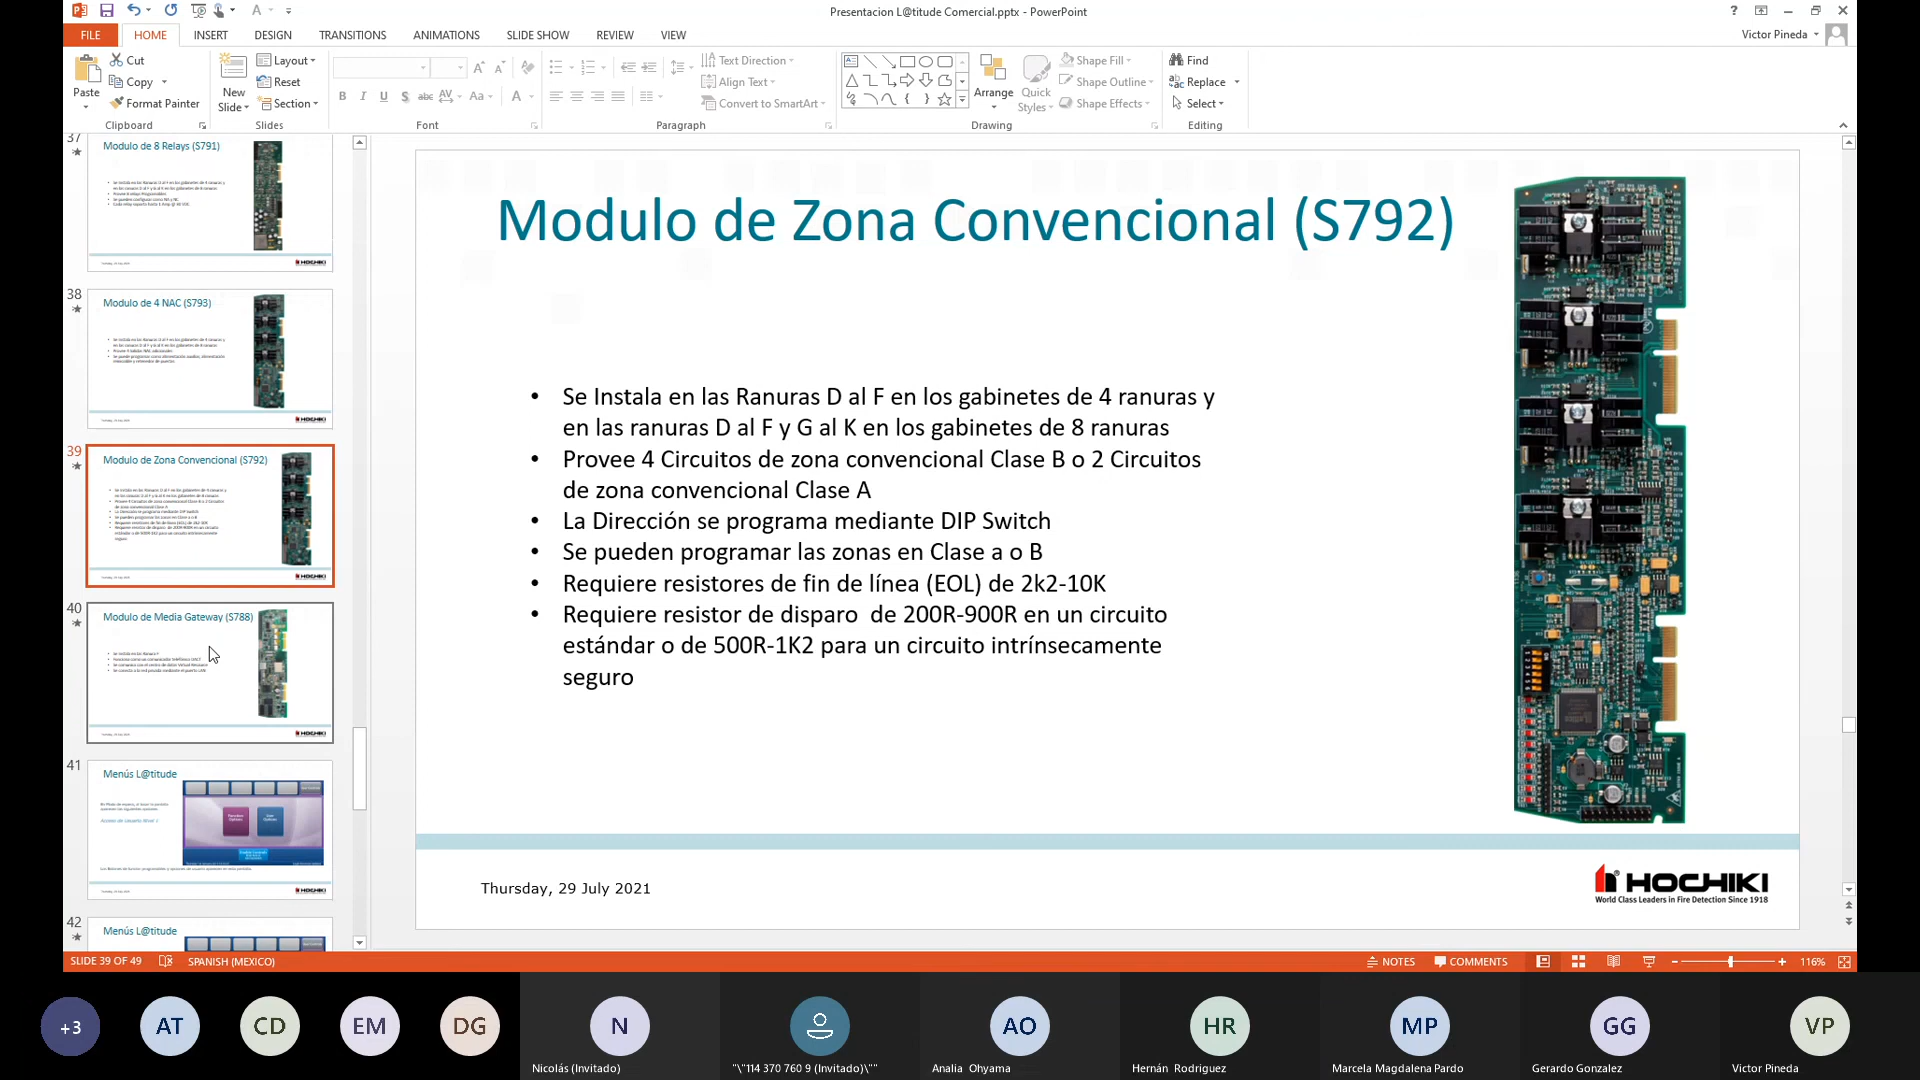 Presentacion L@titude Comercial.pptx - PowerPoint
FILE HOME INSERT DESIGN TRANSITIONS ANIMATIONS SLIDE SHOW REVIEW VIEW
Victor Pineda
Paste
Cut
Copy
Format Painter
Clipboard
New
Slide
Layout
Reset
Section
Slides
B I U S abc AV Aa A
Font
Text Direction
Align Text
Convert to SmartArt
Paragraph
Arrange
Quick
Styles
Shape Fill
Shape Outline
Shape Effects
Drawing
Find
Replace
Select
Editing
37
Modulo de 8 Relays (S791)
HOCHIKI
38
Modulo de 4 NAC (S793)
HOCHIKI
39
Modulo de Zona Convencional (S792)
HOCHIKI
40
Modulo de Media Gateway (S788)
HOCHIKI
41
Menús L@titude
HOCHIKI
42
Menús L@titude
Modulo de Zona Convencional (S792)
• Se Instala en las Ranuras D al F en los gabinetes de 4 ranuras y
en las ranuras D al F y G al K en los gabinetes de 8 ranuras
• Provee 4 Circuitos de zona convencional Clase B o 2 Circuitos
de zona convencional Clase A
• La Dirección se programa mediante DIP Switch
• Se pueden programar las zonas en Clase a o B
• Requiere resistores de fin de línea (EOL) de 2k2-10K
• Requiere resistor de disparo de 200R-900R en un circuito
estándar o de 500R-1K2 para un circuito intrínsecamente
seguro
Thursday, 29 July 2021
HOCHIKI
World Class Leaders in Fire Detection Since 1918
SLIDE 39 OF 49 SPANISH (MEXICO) NOTES COMMENTS 116%
+3 AT CD EM DG N AO HR MP GG VP
Nicolás (Invitado) "\"114 370 760 9 (Invitado)\"" Analia Ohyama Hernán Rodriguez Marcela Magdalena Pardo Gerardo Gonzalez Victor Pineda